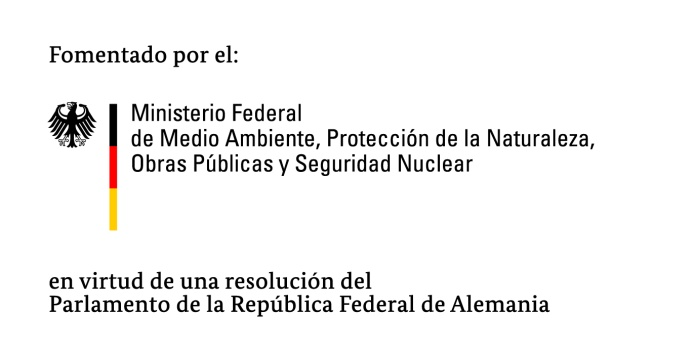 Fomentado por el:
Ministerio Federal
de Medio Ambiente, Protección de la Naturaleza,
Obras Públicas y Seguridad Nuclear
en virtud de una resolución del
Parlamento de la República Federal de Alemania